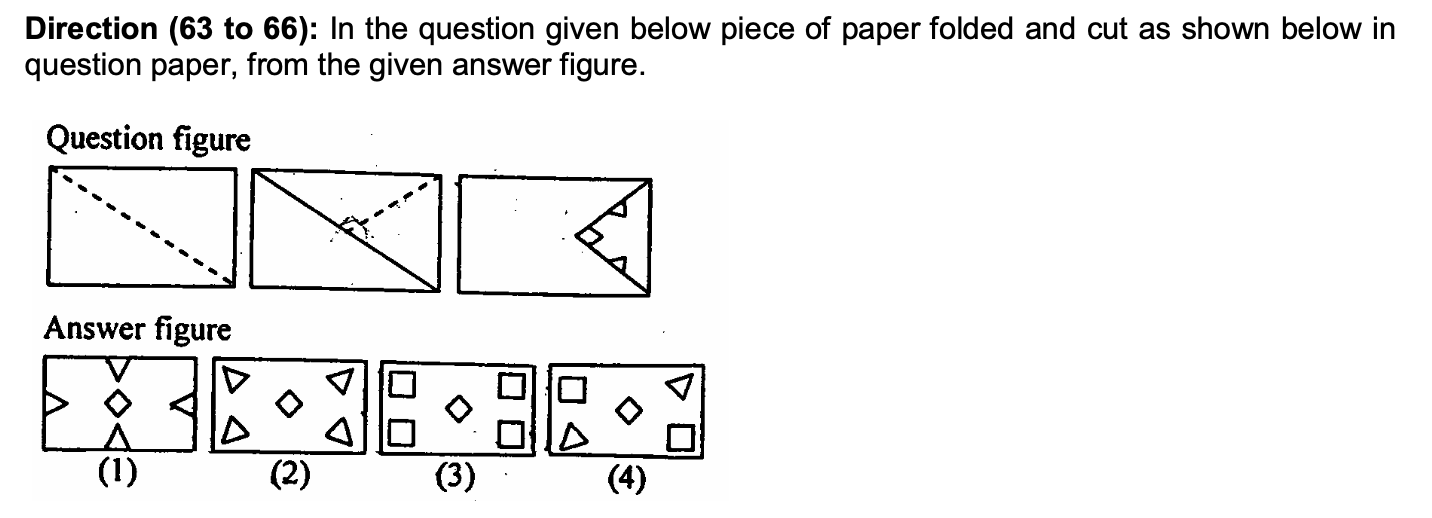 Direction (63 to 66): In the question given below piece of paper folded and cut as shown below in
question paper, from the given answer figure.
Question figure
Answer figure
(1) (2) (3) (4)